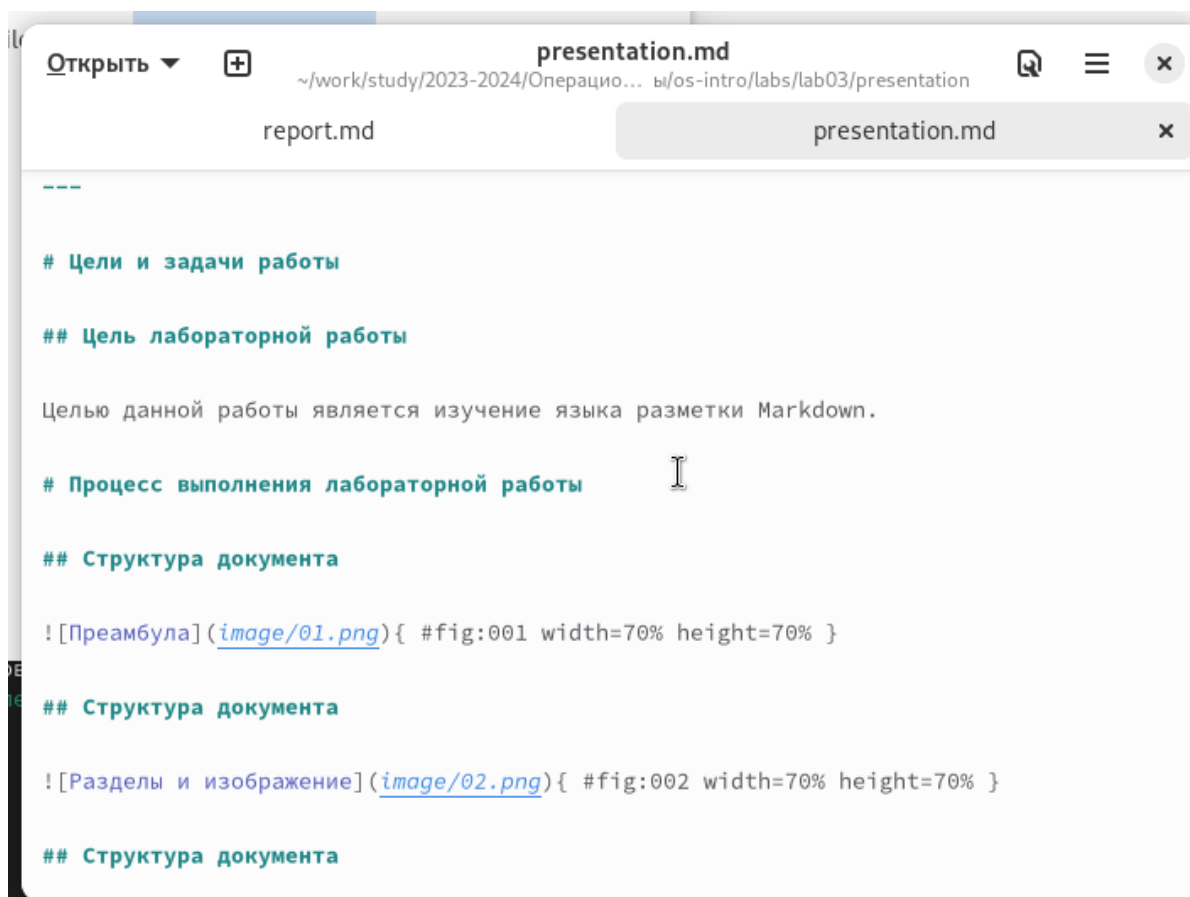 Открыть
presentation.md
~/work/study/2023-2024/Операцио… ы/os-intro/labs/lab03/presentation
report.md
presentation.md
---
# Цели и задачи работы
## Цель лабораторной работы
Целью данной работы является изучение языка разметки Markdown.
# Процесс выполнения лабораторной работы
## Структура документа
![Преамбула](image/01.png){ #fig:001 width=70% height=70% }
## Структура документа
![Разделы и изображение](image/02.png){ #fig:002 width=70% height=70% }
## Структура документа